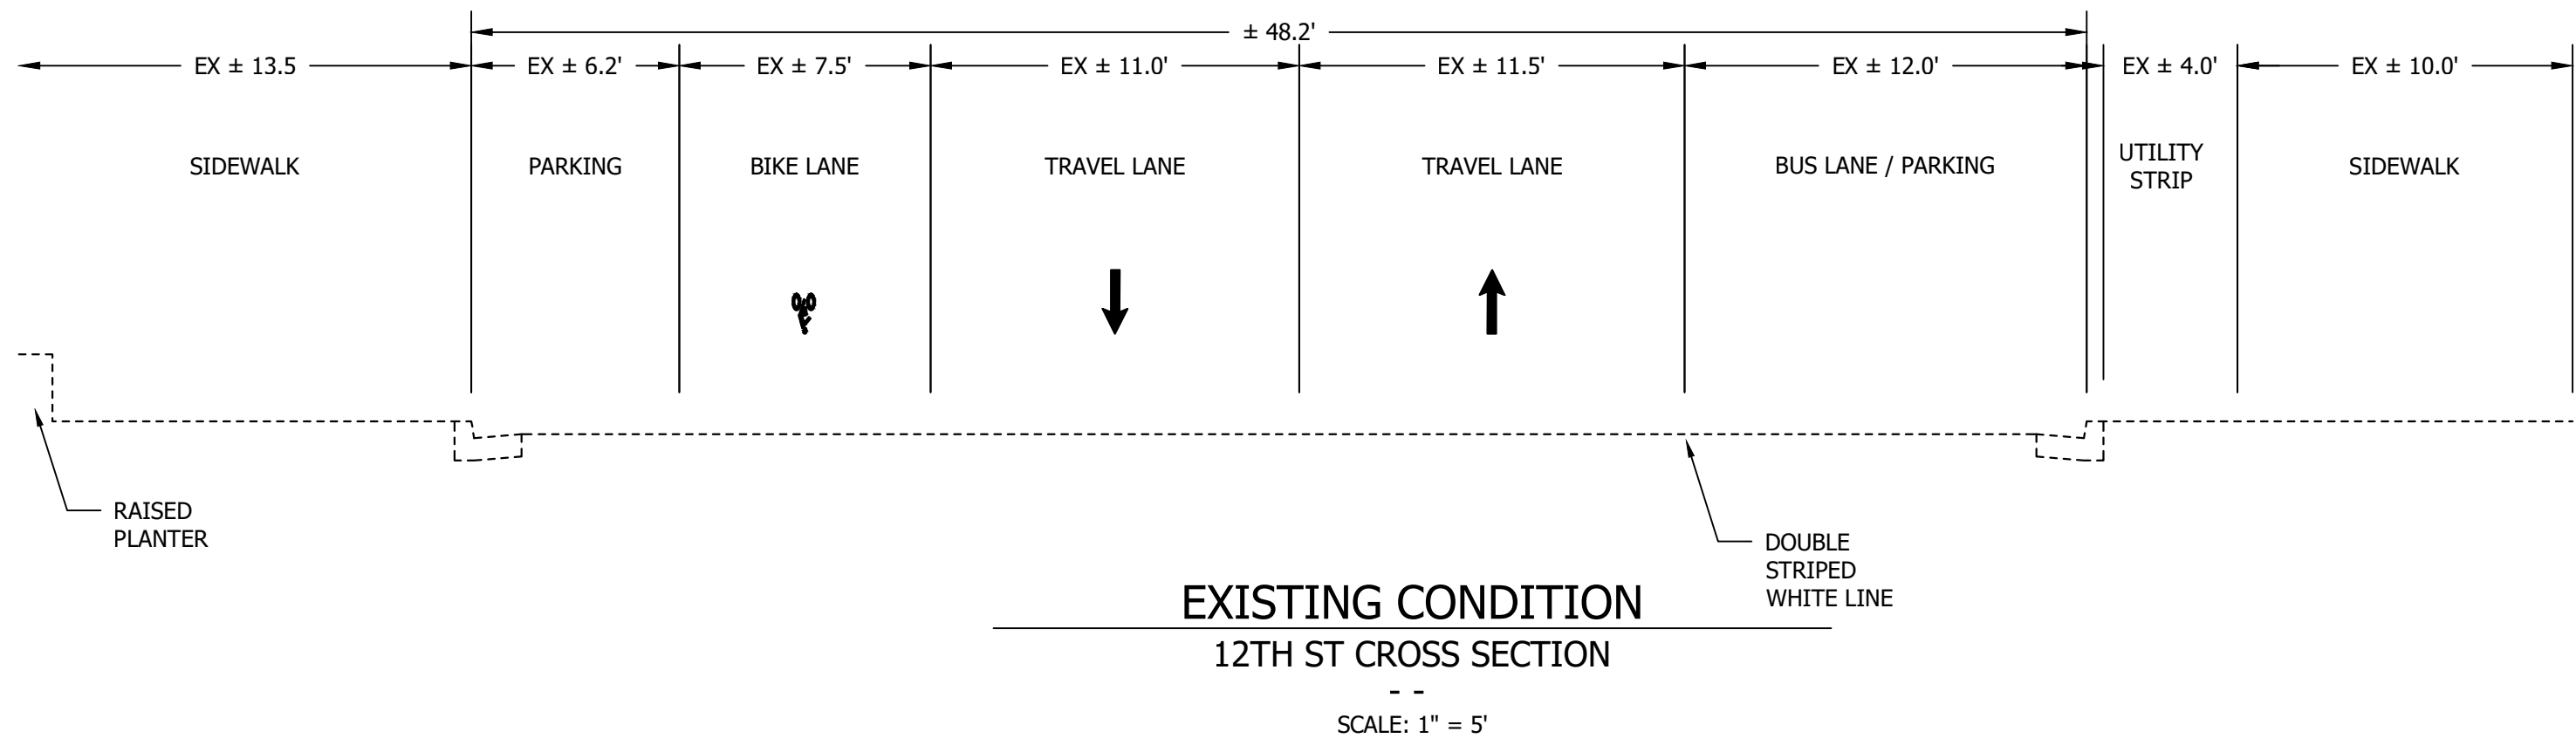 ± 48.2'
EX ± 13.5
EX ± 6.2'
EX ± 7.5'
EX ± 11.0'
EX ± 11.5'
EX ± 12.0'
EX ± 4.0'
EX ± 10.0'
SIDEWALK
PARKING
BIKE LANE
TRAVEL LANE
TRAVEL LANE
BUS LANE / PARKING
UTILITY
STRIP
SIDEWALK
RAISED
PLANTER
DOUBLE
STRIPED
WHITE LINE
EXISTING CONDITION
12TH ST CROSS SECTION
- -
SCALE: 1" = 5'